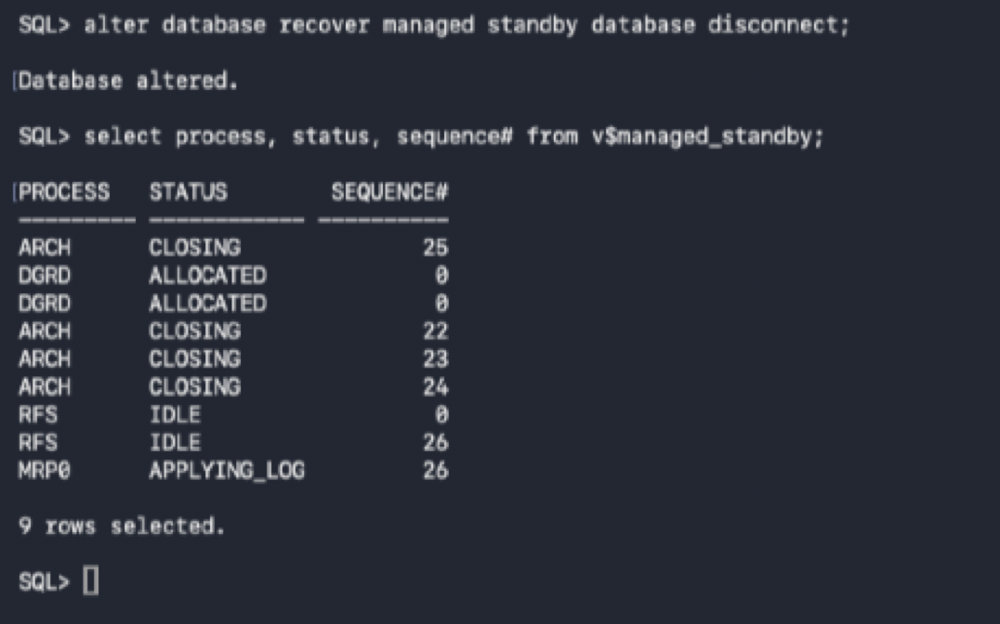 SQL> alter database recover managed standby database disconnect;
Database altered.
SQL> select process, status, sequence# from v$managed_standby;
PROCESS STATUS SEQUENCE#
--------- ------------ ----------
ARCH CLOSING 25
DGRD ALLOCATED 0
DGRD ALLOCATED 0
ARCH CLOSING 22
ARCH CLOSING 23
ARCH CLOSING 24
RFS IDLE 0
RFS IDLE 26
MRP0 APPLYING_LOG 26
9 rows selected.
SQL>